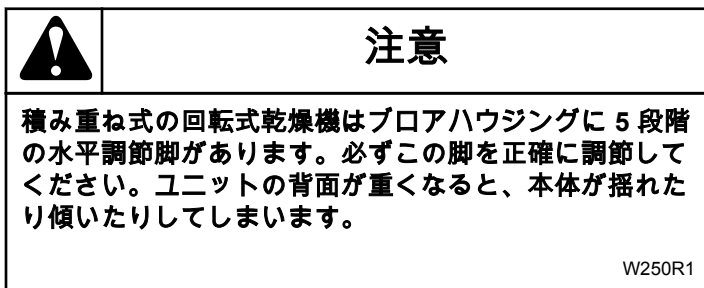 注意
積み重ね式の回転式乾燥機はブロアハウジングに 5 段階
の水平調節脚があります。必ずこの脚を正確に調節して
ください。ユニットの背面が重くなると、本体が揺れた
り傾いたりしてしまいます。
W250R1